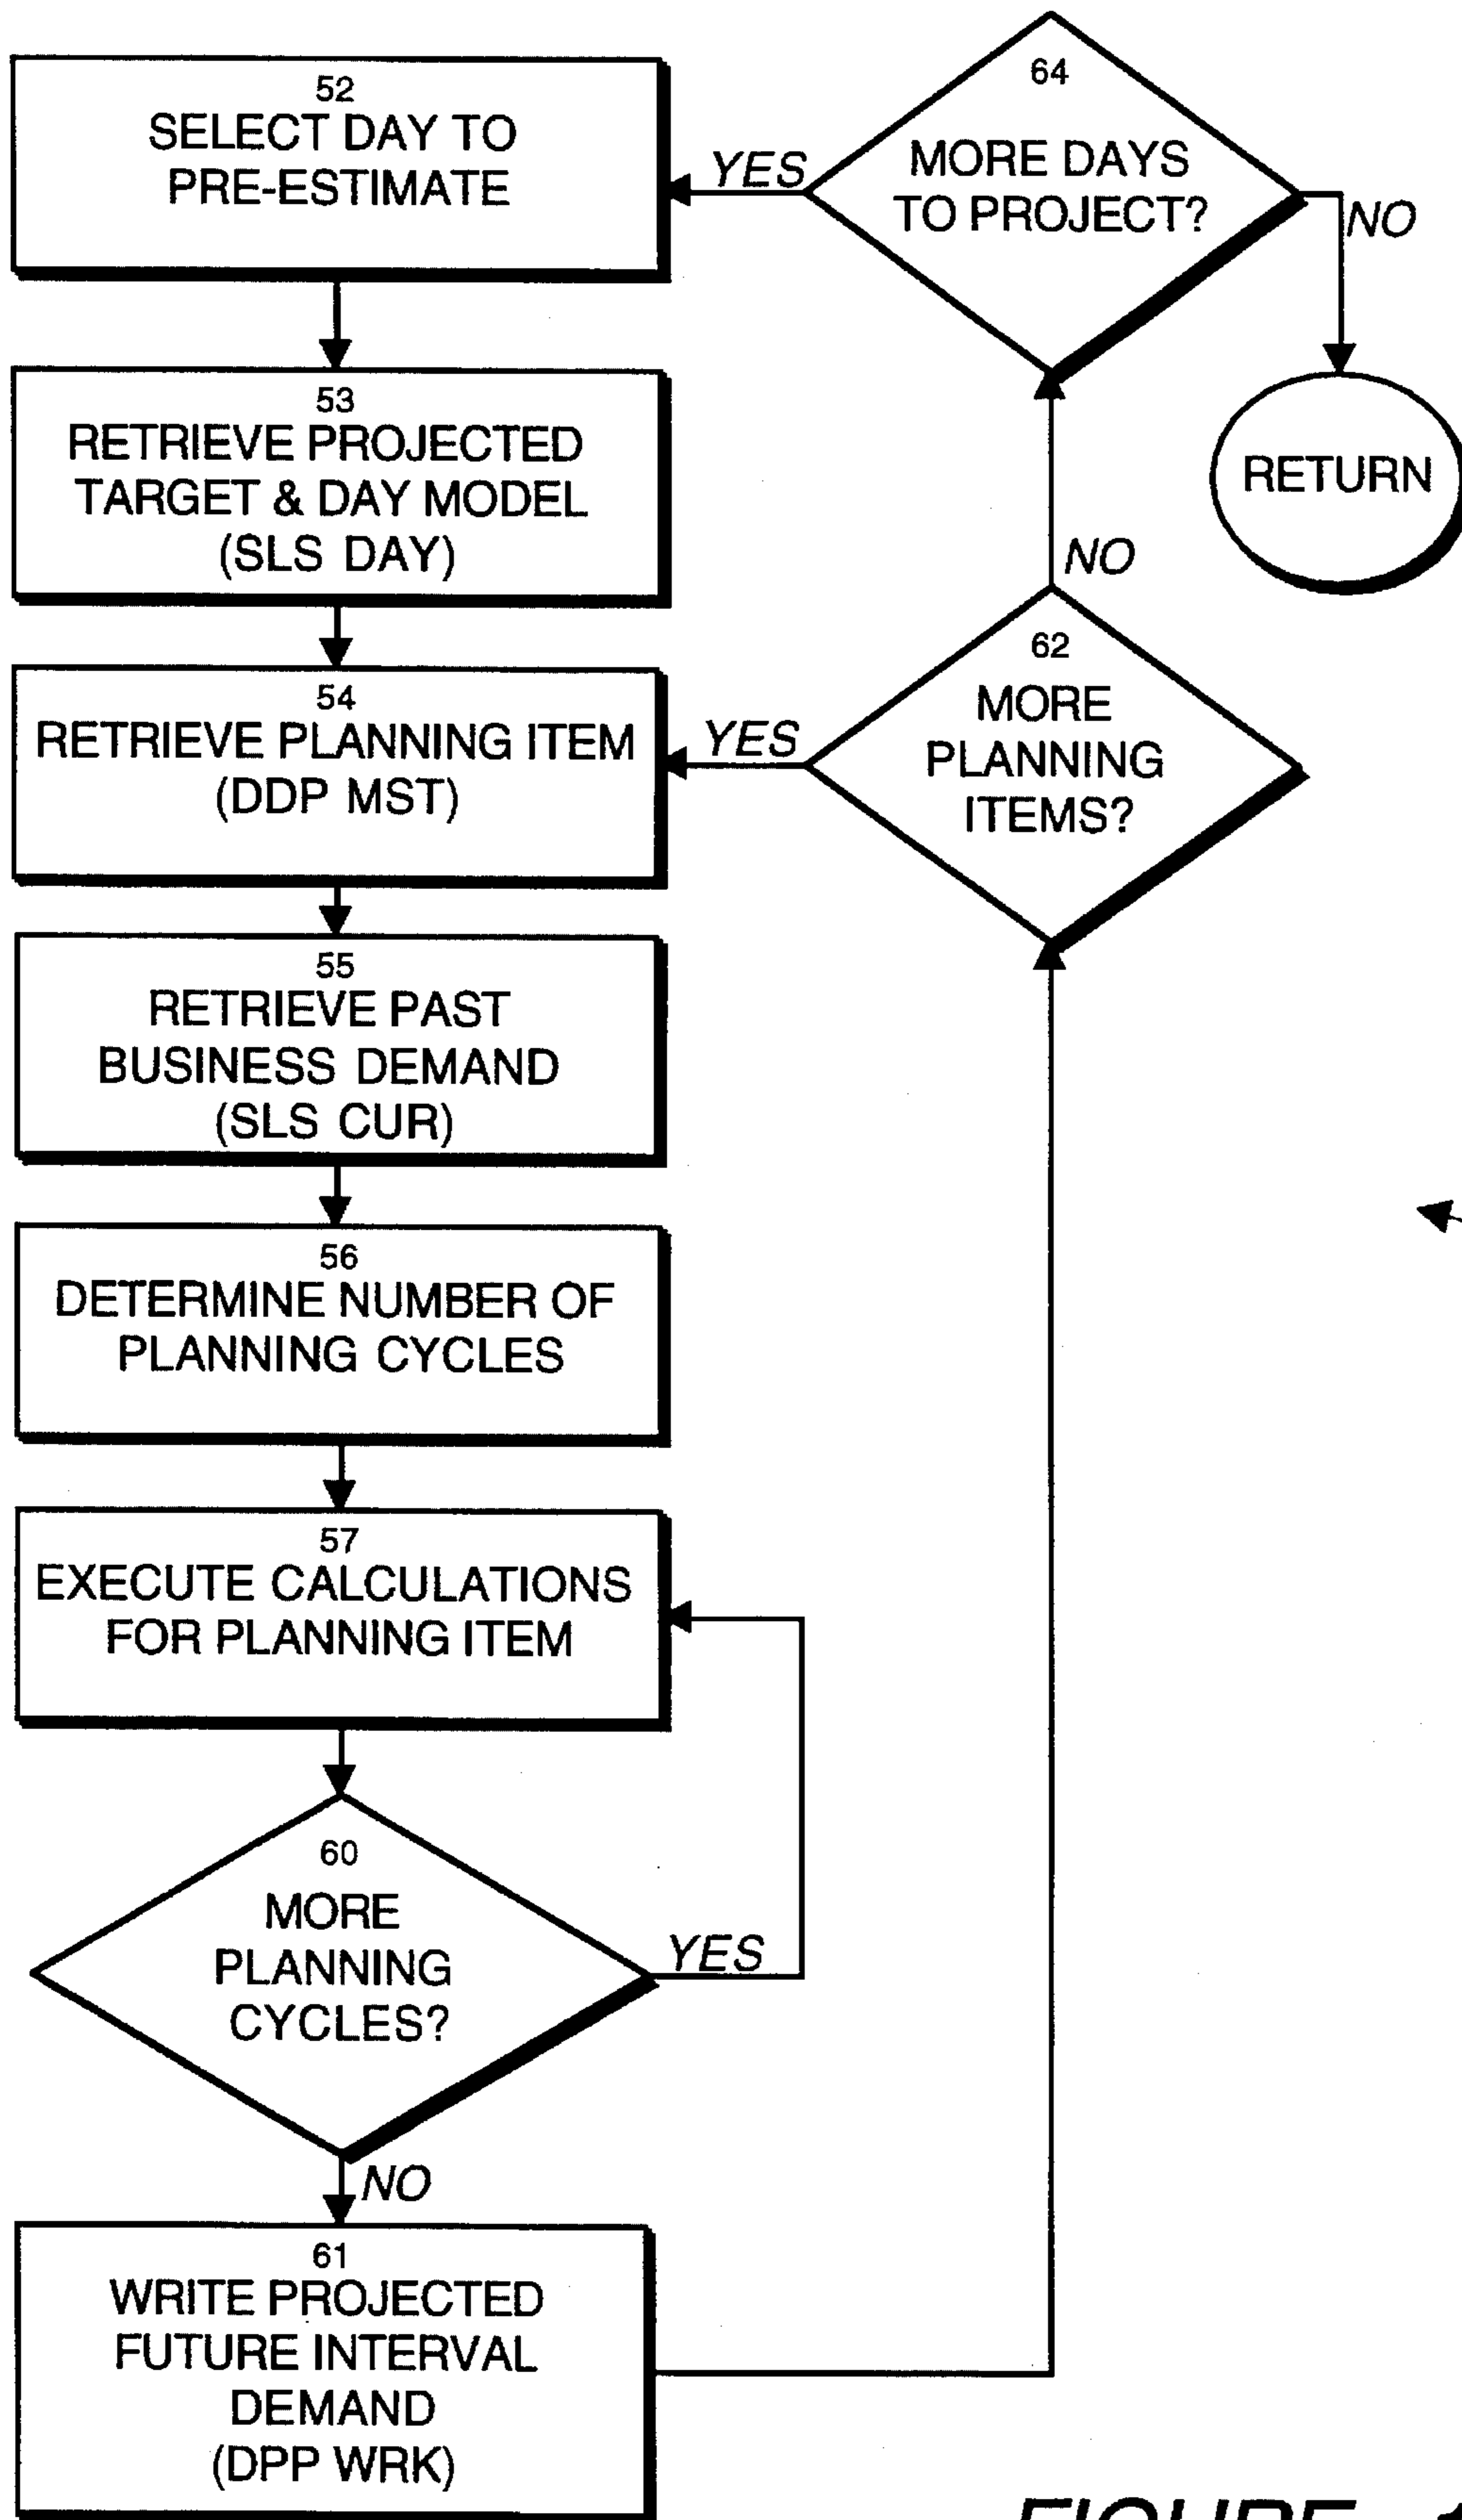 52
SELECT DAY TO
PRE-ESTIMATE
YES
64
MORE DAYS
TO PROJECT?
NO
RETURN
53
RETRIEVE PROJECTED
TARGET & DAY MODEL
(SLS DAY)
NO
54
RETRIEVE PLANNING ITEM
(DDP MST)
YES
62
MORE
PLANNING
ITEMS?
55
RETRIEVE PAST
BUSINESS DEMAND
(SLS CUR)
56
DETERMINE NUMBER OF
PLANNING CYCLES
57
EXECUTE CALCULATIONS
FOR PLANNING ITEM
60
MORE
PLANNING
CYCLES?
YES
NO
61
WRITE PROJECTED
FUTURE INTERVAL
DEMAND
(DPP WRK)
FIGURE